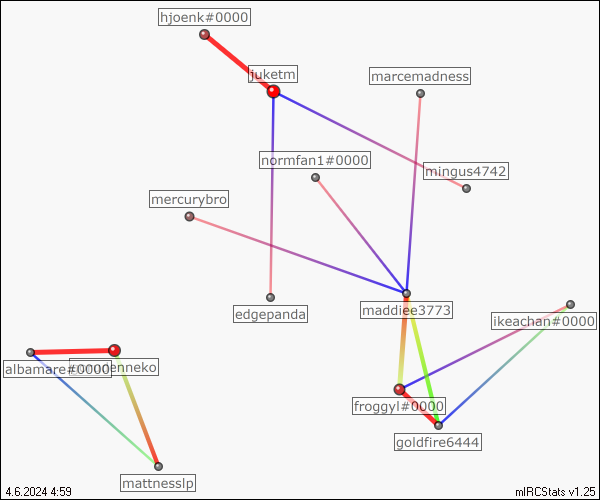 hjoenk#0000
juketm
marcemadness
normfan1#0000
mingus4742
mercurybro
edgepanda
maddiee3773
ikeachan#0000
albamare#0000
enneko
froggyl#0000
goldfire6444
mattnesslp
4.6.2024 4:59
mIRCStats v1.25